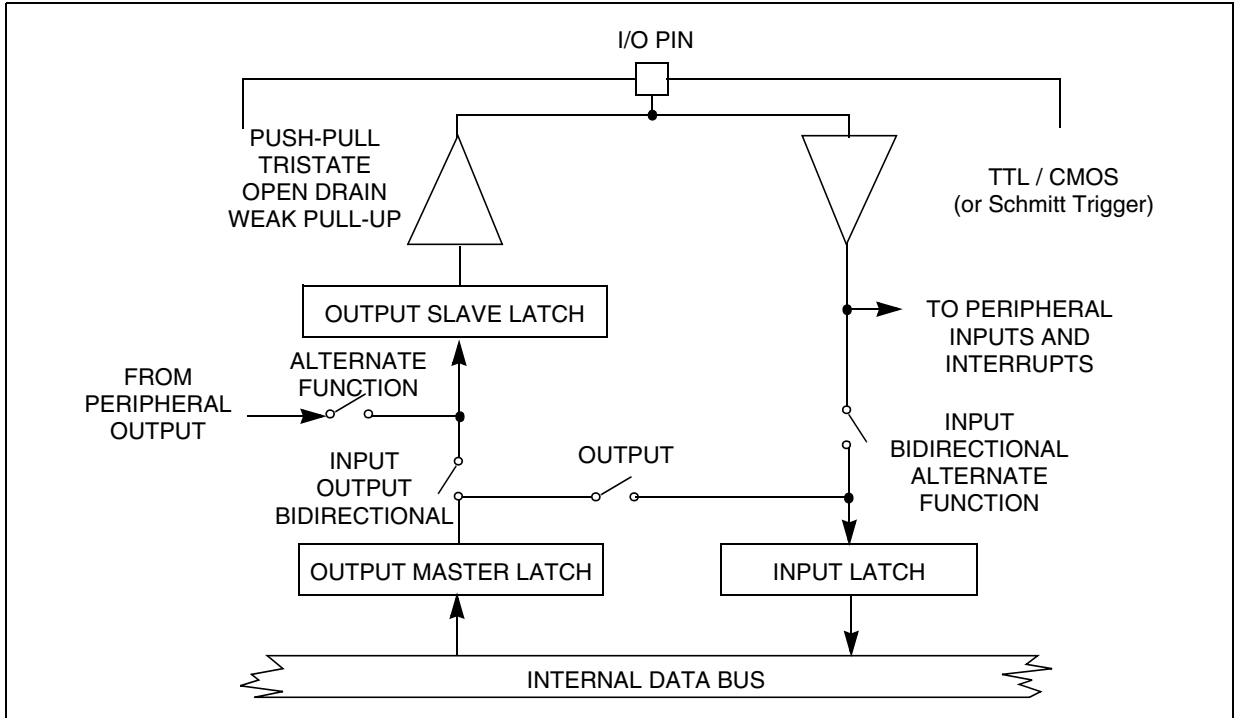 I/O PIN
PUSH-PULL
TRISTATE
OPEN DRAIN
WEAK PULL-UP
TTL / CMOS
(or Schmitt Trigger)
OUTPUT SLAVE LATCH
TO PERIPHERAL
INPUTS AND
INTERRUPTS
ALTERNATE
FUNCTION
FROM
PERIPHERAL
OUTPUT
INPUT
OUTPUT
BIDIRECTIONAL
OUTPUT
INPUT
BIDIRECTIONAL
ALTERNATE
FUNCTION
OUTPUT MASTER LATCH
INPUT LATCH
INTERNAL DATA BUS